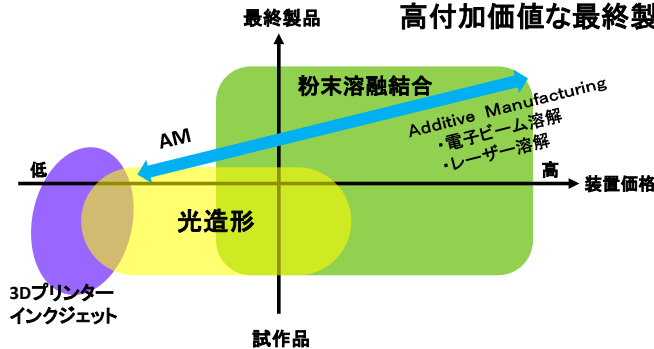 最終製品
高付加価値な最終製
粉末溶融結合
AM
Additive Manufacturing
・電子ビーム溶解
・レーザー溶解
低
高
装置価格
光造形
3Dプリンター
インクジェット
試作品